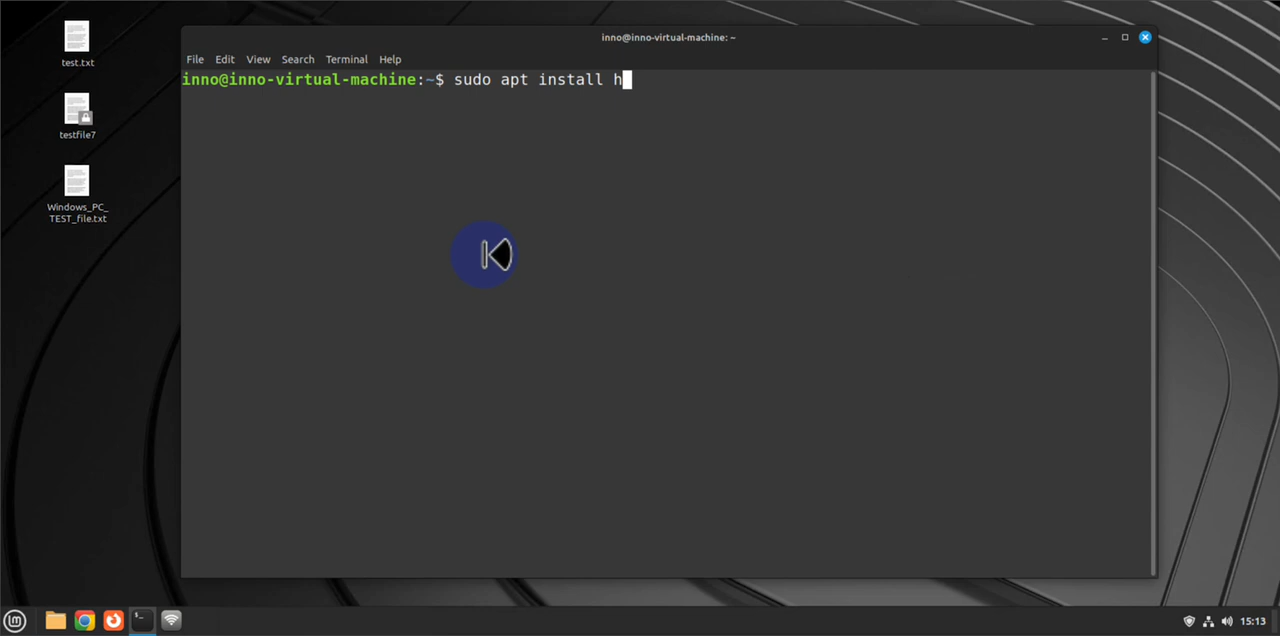 test.txt
testfile7
Windows_PC_
TEST_file.txt
inno@inno-virtual-machine: ~
File Edit View Search Terminal Help
inno@inno-virtual-machine:~$ sudo apt install h
15:13